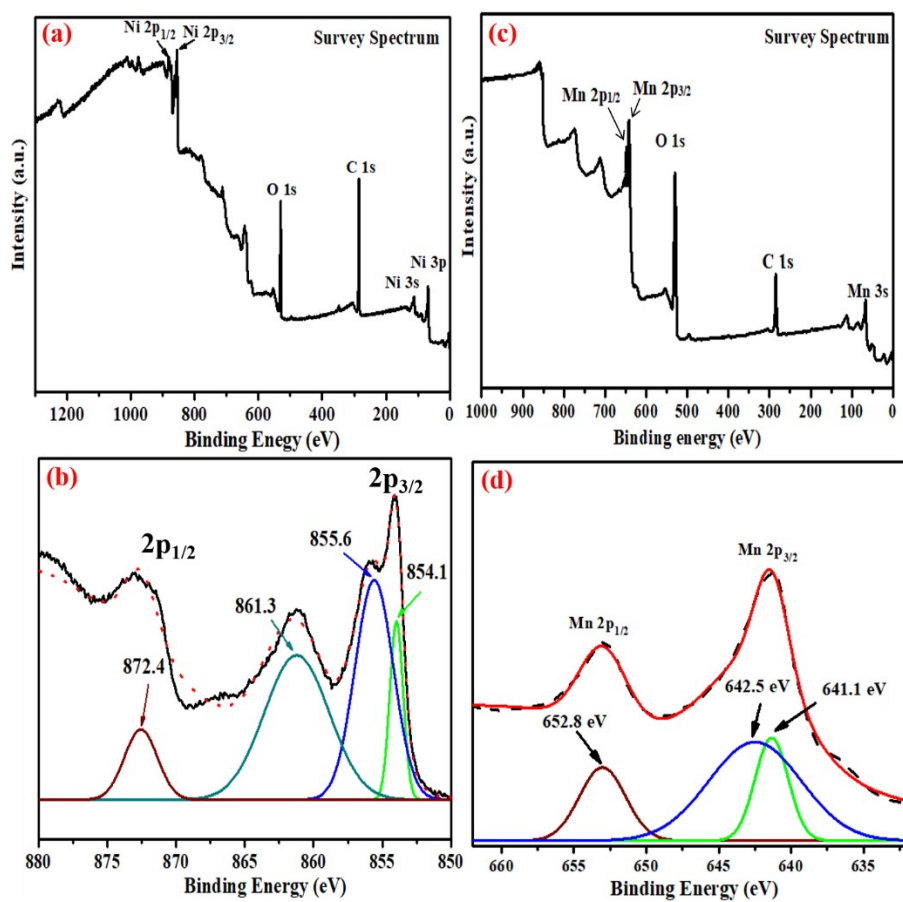 (a)
Ni 2p1/2 Ni 2p3/2
Survey Spectrum
O 1s
C 1s
Ni 3s
Ni 3p
Intensity (a.u.)
1200 1000 800 600 400 200 0
Binding Enegy (eV)
(c)
Survey Spectrum
Mn 2p1/2
Mn 2p3/2
O 1s
C 1s
Mn 3s
Intensity (a.u.)
1000 900 800 700 600 500 400 300 200 100 0
Binding energy (eV)
(b)
2p3/2
2p1/2
855.6
854.1
861.3
872.4
880 875 870 865 860 855 850
Binding Energy (eV)
(d)
Mn 2p3/2
Mn 2p1/2
642.5 eV
641.1 eV
652.8 eV
660 655 650 645 640 635
Binding Energy (eV)